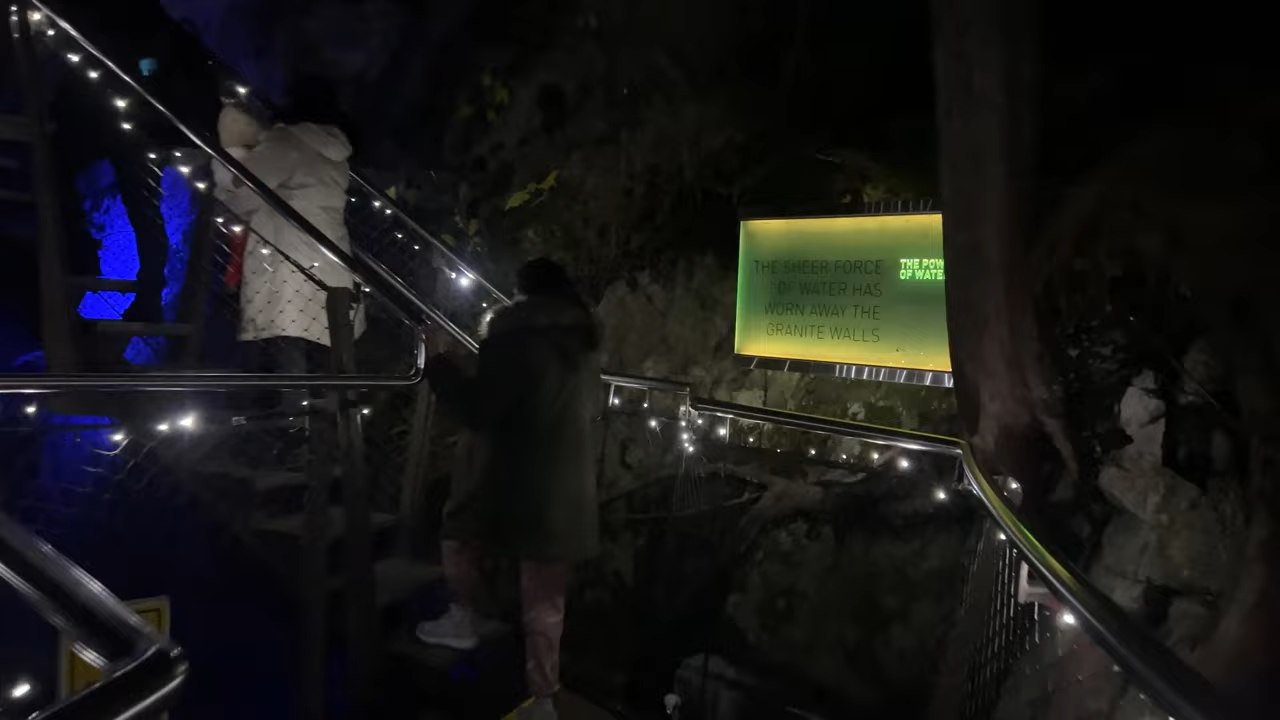 THE SHEER FORCE
OF WATER HAS
WORN AWAY THE
GRANITE WALLS
THE POW
OF WATE